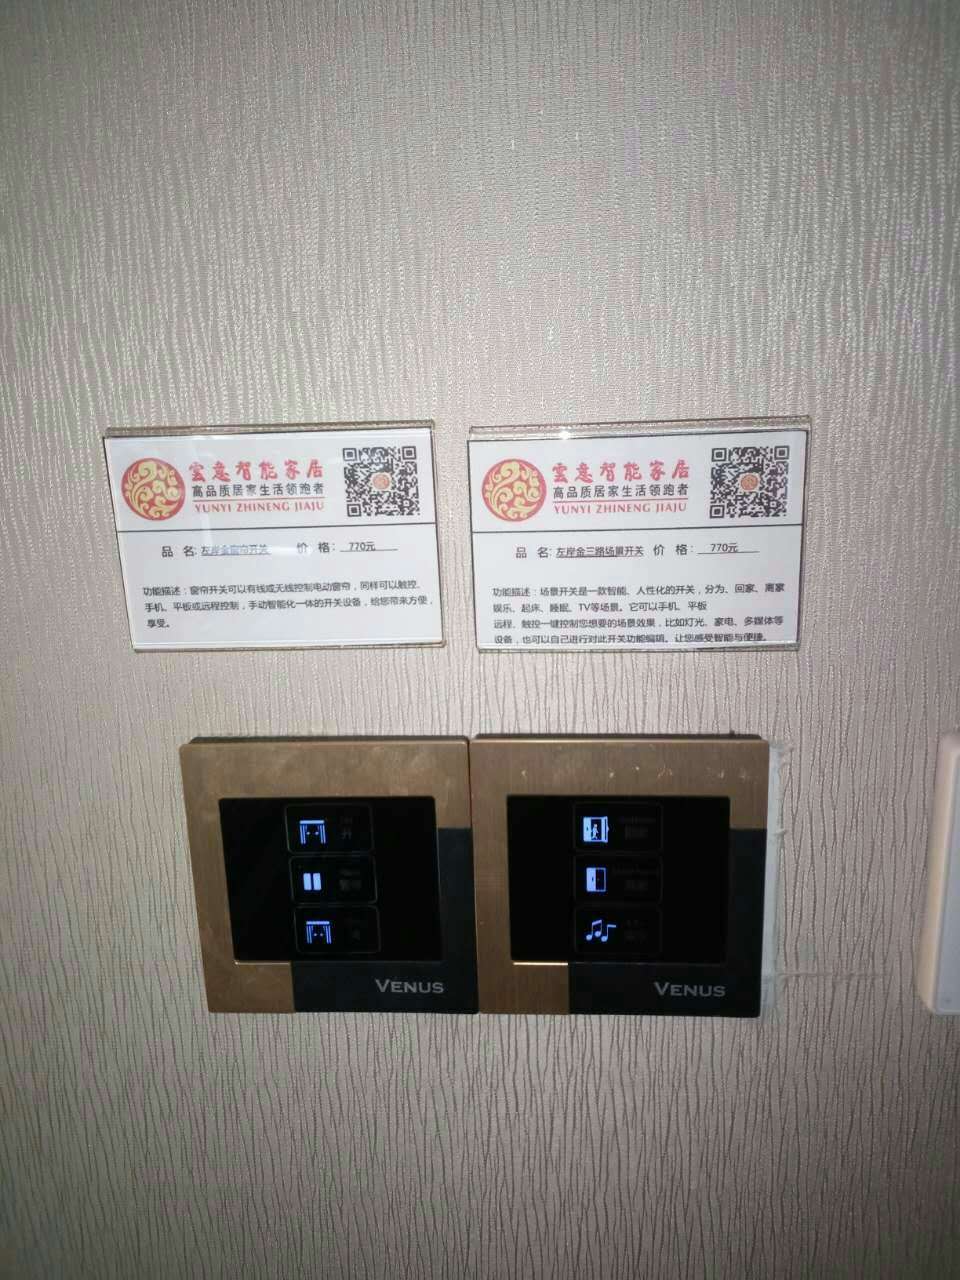 雲意智能家居
高品质居家生活领跑者
YUNYI ZHINENG JIAJU
品 名: 左岸金窗帘开关 价 格: 770元
功能描述：窗帘开关可以有线或无线控制电动窗帘，同样可以触控、
手机、平板或远程控制，手动智能化一体的开关设备，给您带来方便，
享受。
雲意智能家居
高品质居家生活领跑者
YUNYI ZHINENG JIAJU
品 名: 左岸金三路场景开关 价 格: 770元
功能描述：场景开关是一款智能、人性化的开关，分为、回家、离家
娱乐、起床、睡眠、TV等场景。它可以手机、平板
远程、触控一键控制您想要的场景效果，比如灯光、家电、多媒体等
设备，也可以自己进行对此开关功能编辑。让您感受智能与便捷。
开
VENUS
VENUS